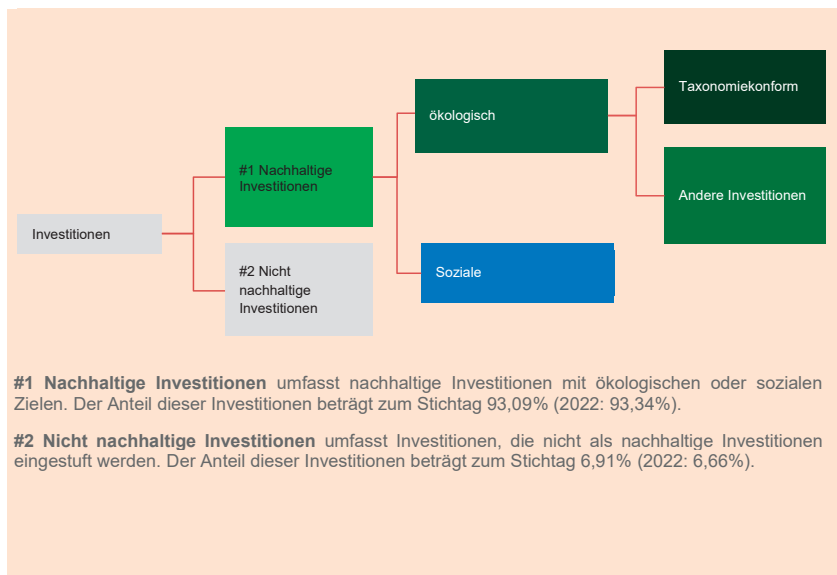 Taxonomiekonform
ökologisch
#1 Nachhaltige
Investitionen
Andere Investitionen
Investitionen
#2 Nicht
nachhaltige
Investitionen
Soziale
#1 Nachhaltige Investitionen umfasst nachhaltige Investitionen mit ökologischen oder sozialen
Zielen. Der Anteil dieser Investitionen beträgt zum Stichtag 93,09% (2022: 93,34%).
#2 Nicht nachhaltige Investitionen umfasst Investitionen, die nicht als nachhaltige Investitionen
eingestuft werden. Der Anteil dieser Investitionen beträgt zum Stichtag 6,91% (2022: 6,66%).